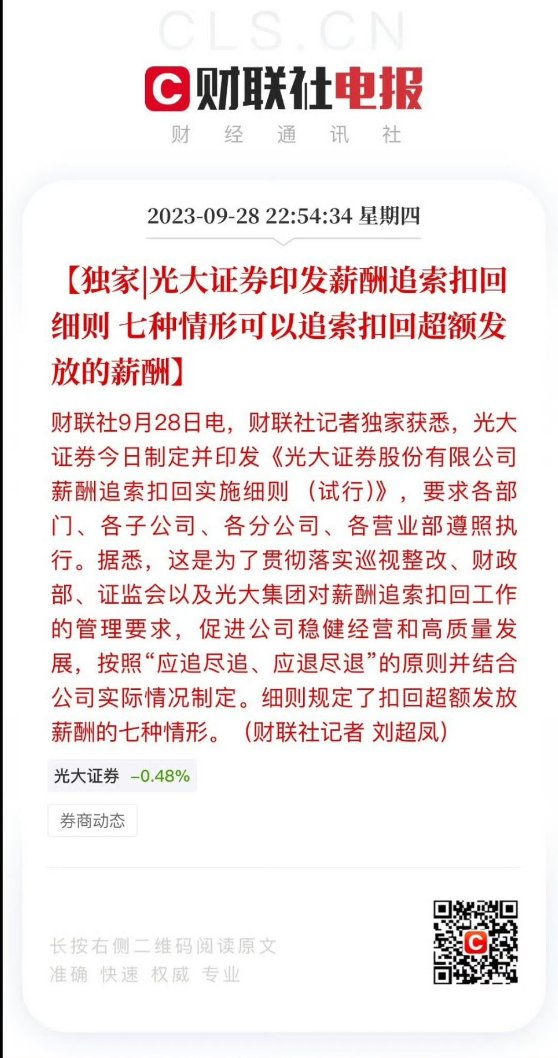 CLS.CN
财联社电报
财经通讯社
2023-09-28 22:54:34 星期四
【独家|光大证券印发薪酬追索扣回
细则 七种情形可以追索扣回超额发
放的薪酬】
财联社9月28日电，财联社记者独家获悉，光大
证券今日制定并印发《光大证券股份有限公司
薪酬追索扣回实施细则（试行）》，要求各部
门、各子公司、各分公司、各营业部遵照执
行。据悉，这是为了贯彻落实巡视整改、财政
部、证监会以及光大集团对薪酬追索扣回工作
的管理要求，促进公司稳健经营和高质量发
展，按照“应追尽追、应退尽退”的原则并结合
公司实际情况制定。细则规定了扣回超额发放
薪酬的七种情形。（财联社记者 刘超凤）
光大证券 -0.48%
券商动态
长按右侧二维码阅读原文
准确 快速 权威 专业